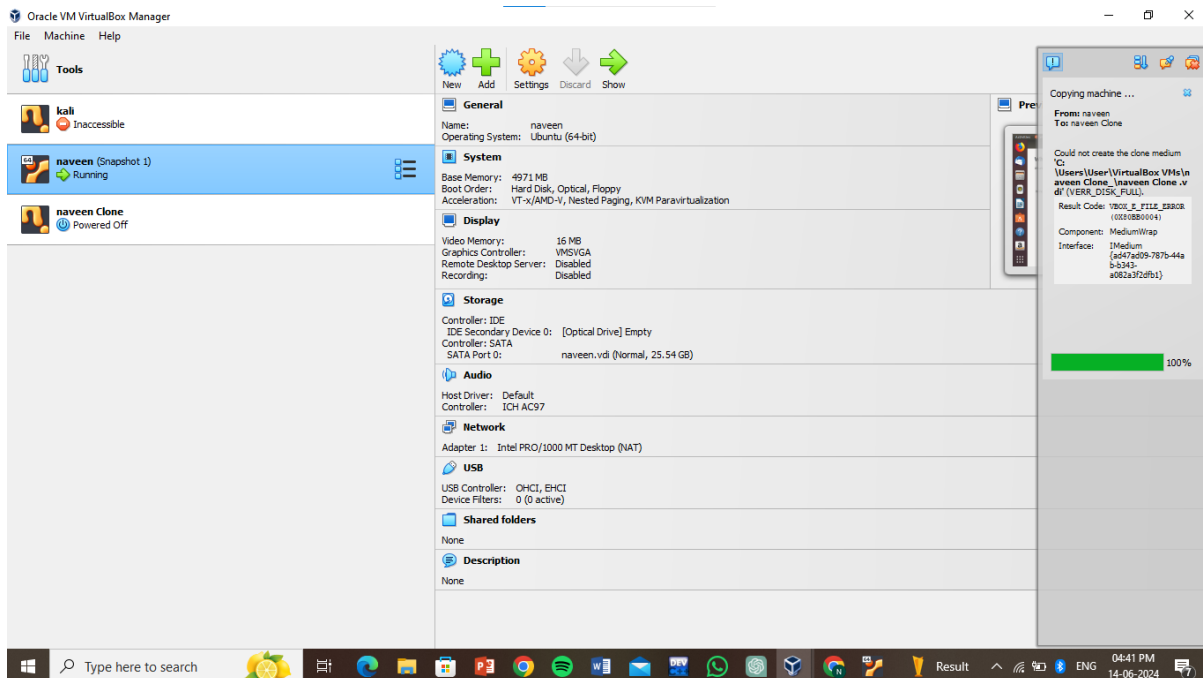 Oracle VM VirtualBox Manager
File Machine Help
Tools
kali
Inaccessible
64
naveen (Snapshot 1)
Running
naveen Clone
Powered Off
New Add Settings Discard Show
General
Name: naveen
Operating System: Ubuntu (64-bit)
System
Base Memory: 4971 MB
Boot Order: Hard Disk, Optical, Floppy
Acceleration: VT-x/AMD-V, Nested Paging, KVM Paravirtualization
Display
Video Memory: 16 MB
Graphics Controller: VMSVGA
Remote Desktop Server: Disabled
Recording: Disabled
Storage
Controller: IDE
IDE Secondary Device 0: [Optical Drive] Empty
Controller: SATA
SATA Port 0: naveen.vdi (Normal, 25.54 GB)
Audio
Host Driver: Default
Controller: ICH AC97
Network
Adapter 1: Intel PRO/1000 MT Desktop (NAT)
USB
USB Controller: OHCI, EHCI
Device Filters: 0 (0 active)
Shared folders
None
Description
None
Pre
Copying machine ...
From: naveen
To: naveen Clone
Could not create the clone medium
'C:
\Users\User\VirtualBox VMs\n
aveen Clone_\naveen Clone .v
di' (VERR_DISK_FULL).
Result Code: VBOX_E_FILE_ERROR
(0X80BB0004)
Component: MediumWrap
Interface: IMedium
{ad47ad09-787b-44a
b-b343-
a082a3f2dfb1}
100%
Type here to search
DEV
Result
ENG
04:41 PM
14-06-2024
7